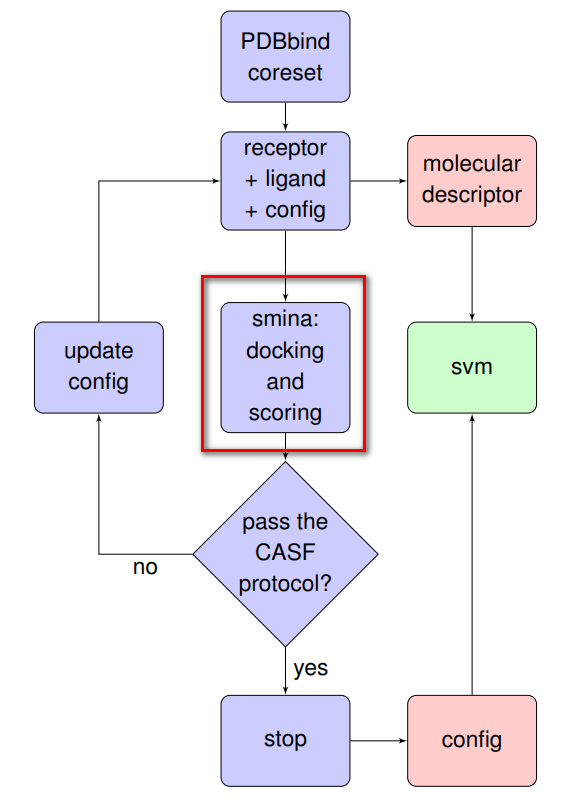 PDBbind
coreset
receptor
+ ligand
+ config
molecular
descriptor
smina:
docking
and
scoring
update
config
svm
pass the
CASF
protocol?
no
yes
stop
config